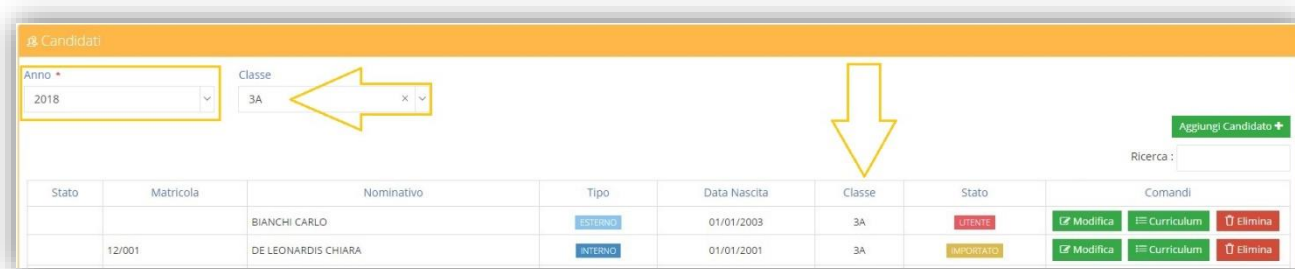 Candidati
Anno * Classe
2018 3A ×
Aggiungi Candidato +
Ricerca :
Stato Matricola Nominativo Tipo Data Nascita Classe Stato Comandi
BIANCHI CARLO ESTERNO 01/01/2003 3A UTENTE Modifica Curriculum Elimina
12/001 DE LEONARDIS CHIARA INTERNO 01/01/2001 3A IMPORTATO Modifica Curriculum Elimina